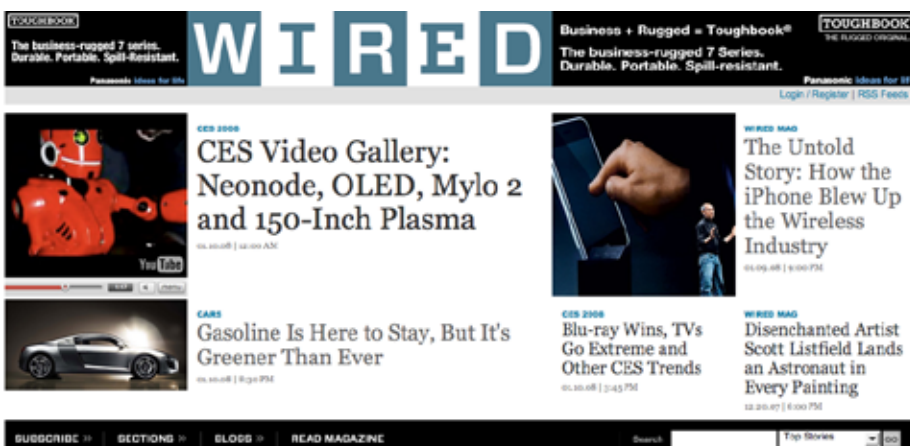 TOUGHBOOK
The business-rugged 7 series.
Durable. Portable. Spill-Resistant.
Panasonic ideas for life
WIRED
Business + Rugged = Toughbook®
The business-rugged 7 Series.
Durable. Portable. Spill-resistant.
TOUGHBOOK
THE RUGGED ORIGINAL
Panasonic ideas for lif
Login / Register | RSS Feeds
CES 2008
CES Video Gallery:
Neonode, OLED, Mylo 2
and 150-Inch Plasma
01.10.08 | 12:00 AM
You Tube
menu
WIRED MAG
The Untold
Story: How the
iPhone Blew Up
the Wireless
Industry
01.09.08 | 9:00 PM
CARS
Gasoline Is Here to Stay, But It's
Greener Than Ever
01.10.08 | 8:30 PM
CES 2008
Blu-ray Wins, TVs
Go Extreme and
Other CES Trends
01.10.08 | 3:45 PM
WIRED MAG
Disenchanted Artist
Scott Listfield Lands
an Astronaut in
Every Painting
12.20.07 | 6:00 PM
SUBSCRIBE » SECTIONS » BLOGS » READ MAGAZINE
Search Top Stories GO